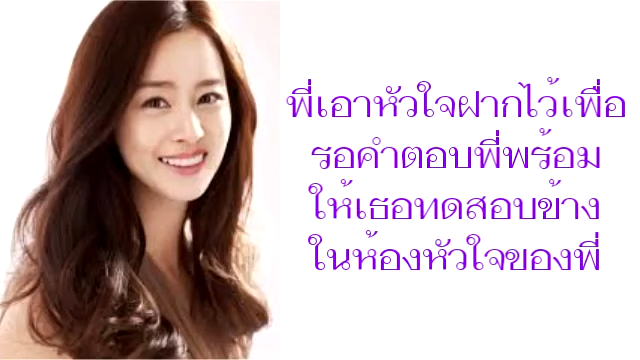 พี่เอาหัวใจฝากไว้เพื่อ
รอคำตอบพี่พร้อม
ให้เธอทดสอบข้าง
ในห้องหัวใจของพี่